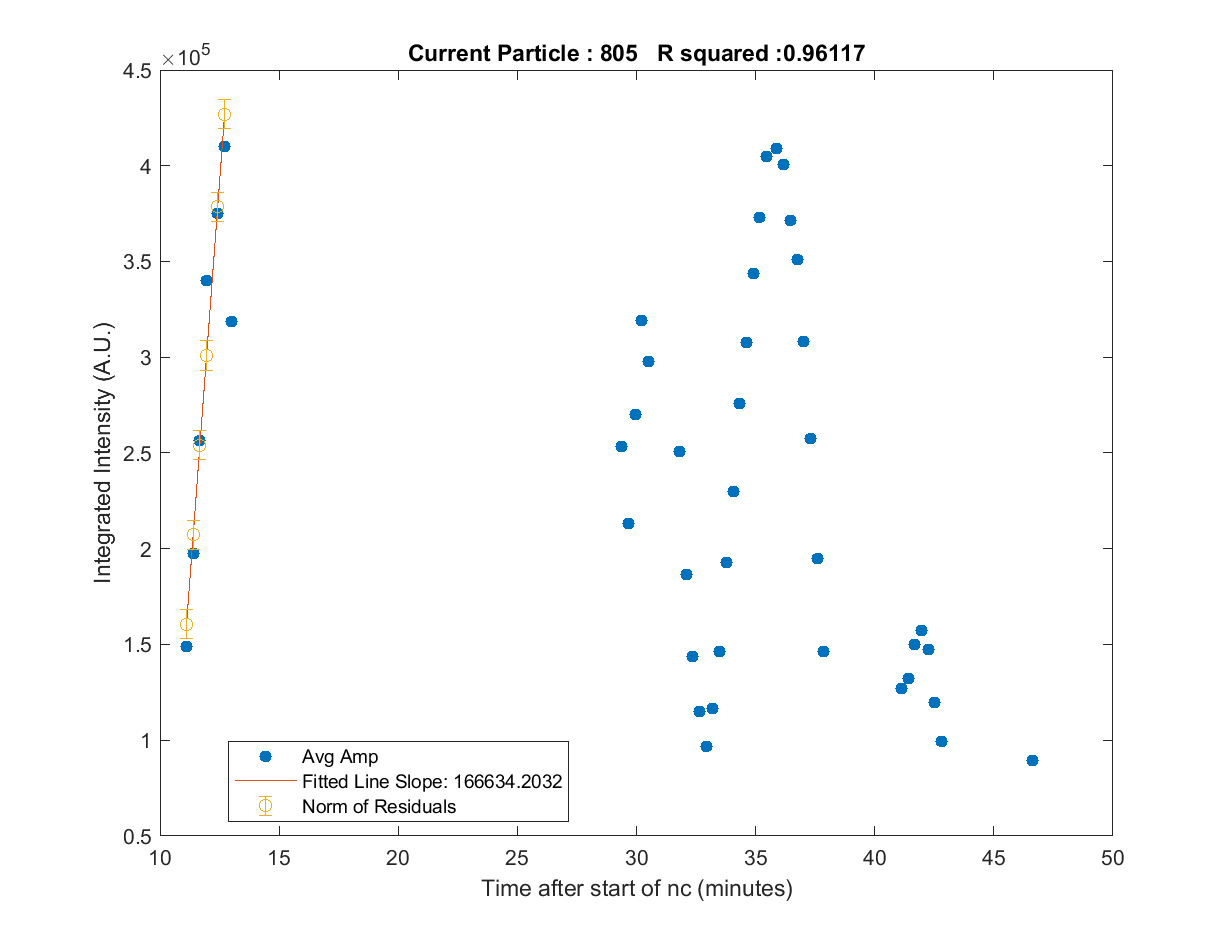 Current Particle : 805   R squared :0.96117
×10^5
4.5
4
3.5
3
2.5
2
1.5
1
0.5
Integrated Intensity (A.U.)
Avg Amp
Fitted Line Slope: 166634.2032
Norm of Residuals
10 15 20 25 30 35 40 45 50
Time after start of nc (minutes)